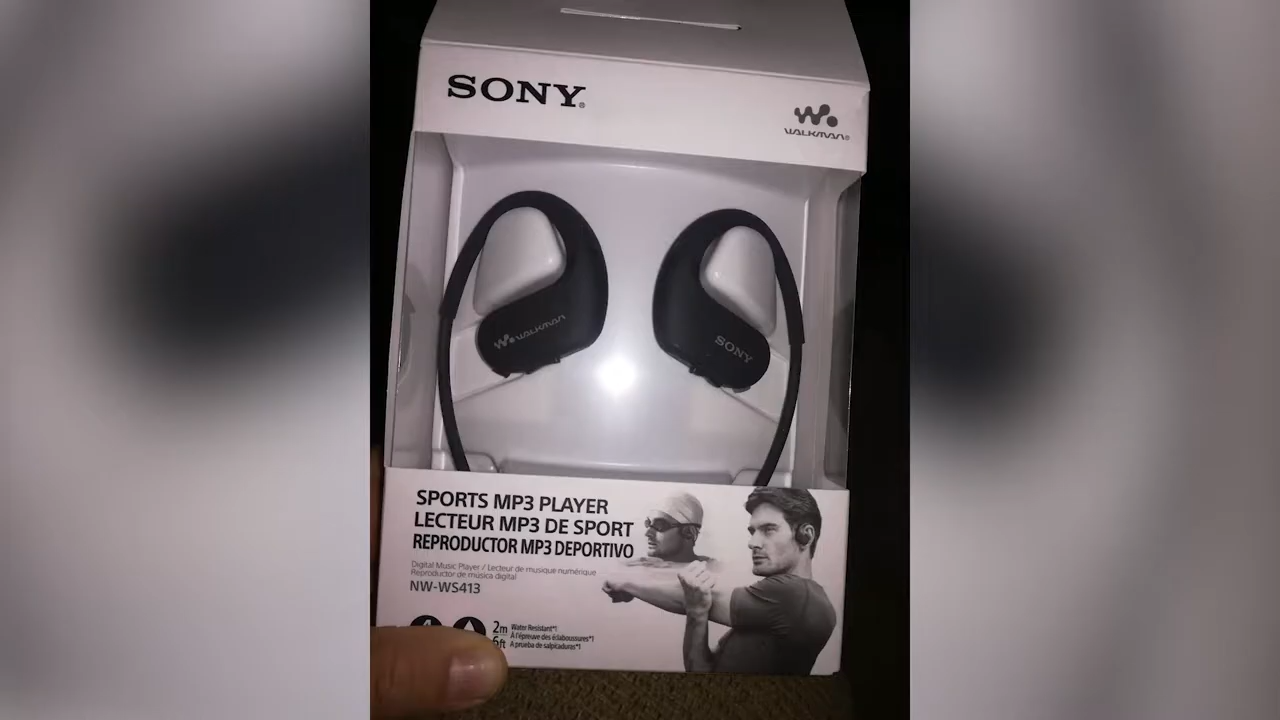 SONY®
WALKMAN®
WALKMAN
SONY
SPORTS MP3 PLAYER
LECTEUR MP3 DE SPORT
REPRODUCTOR MP3 DEPORTIVO
Digital Music Player / Lecteur de musique numérique
Reproductor de música digital
NW-WS413
2m
6ft
Water Resistant*1
À l'épreuve des éclaboussures*1
A prueba de salpicaduras*1